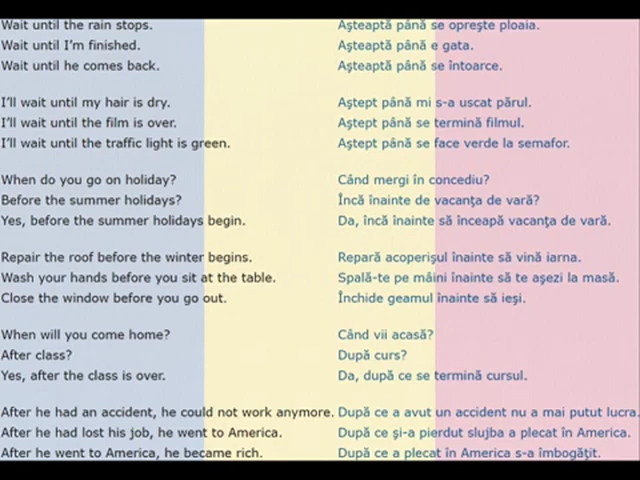 Wait until the rain stops. Aşteaptă până se opreşte ploaia.
Wait until I’m finished. Aşteaptă până e gata.
Wait until he comes back. Aşteaptă până se întoarce.
I’ll wait until my hair is dry. Aştept până mi s-a uscat părul.
I’ll wait until the film is over. Aştept până se termină filmul.
I’ll wait until the traffic light is green. Aştept până se face verde la semafor.
When do you go on holiday? Când mergi în concediu?
Before the summer holidays? Încă înainte de vacanţa de vară?
Yes, before the summer holidays begin. Da, încă înainte să înceapă vacanţa de vară.
Repair the roof before the winter begins. Repară acoperişul înainte să vină iarna.
Wash your hands before you sit at the table. Spală-te pe mâini înainte să te aşezi la masă.
Close the window before you go out. Închide geamul înainte să ieşi.
When will you come home? Când vii acasă?
After class? După curs?
Yes, after the class is over. Da, după ce se termină cursul.
After he had an accident, he could not work anymore. După ce a avut un accident nu a mai putut lucra.
After he had lost his job, he went to America. După ce şi-a pierdut slujba a plecat în America.
After he went to America, he became rich. După ce a plecat în America s-a îmbogăţit.